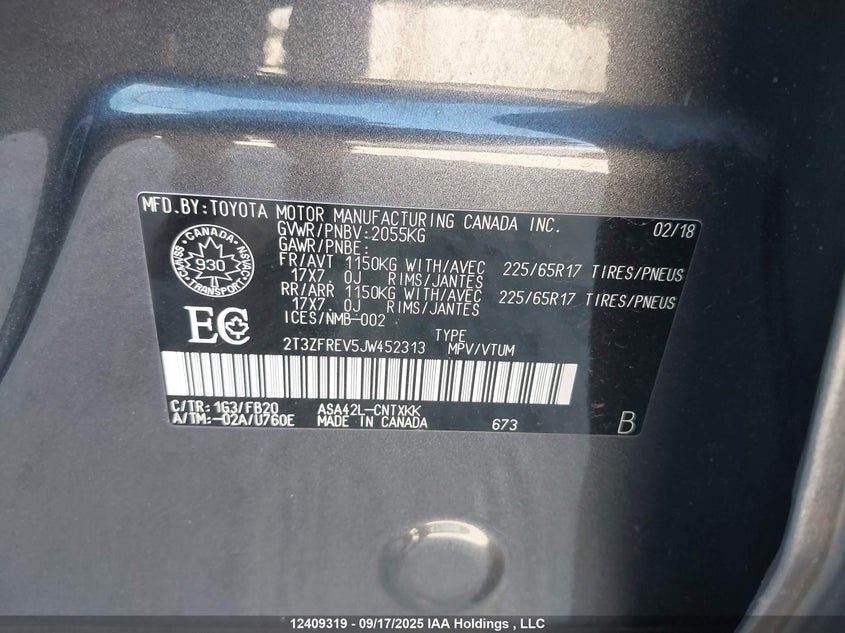 MFD.BY:TOYOTA MOTOR MANUFACTURING CANADA INC. 02/18
GVWR/PNBV:2055KG
GAWR/PNBE:
FR/AVT 1150KG WITH/AVEC 225/65R17 TIRES/PNEUS
17X7 0J RIMS/JANTES
RR/ARR 1150KG WITH/AVEC 225/65R17 TIRES/PNEUS
17X7 0J RIMS/JANTES
ICES/NMB-002
CANADA
930
TRANSPORT
NSVAC
EC
TYPE
2T3ZFREV5JW452313 MPV/VTUM
C/TR: 1G3/FB20 ASA42L-CNTXKK
A/TM:-02A/U760E MADE IN CANADA 673 B
12409319 - 09/17/2025 IAA Holdings , LLC